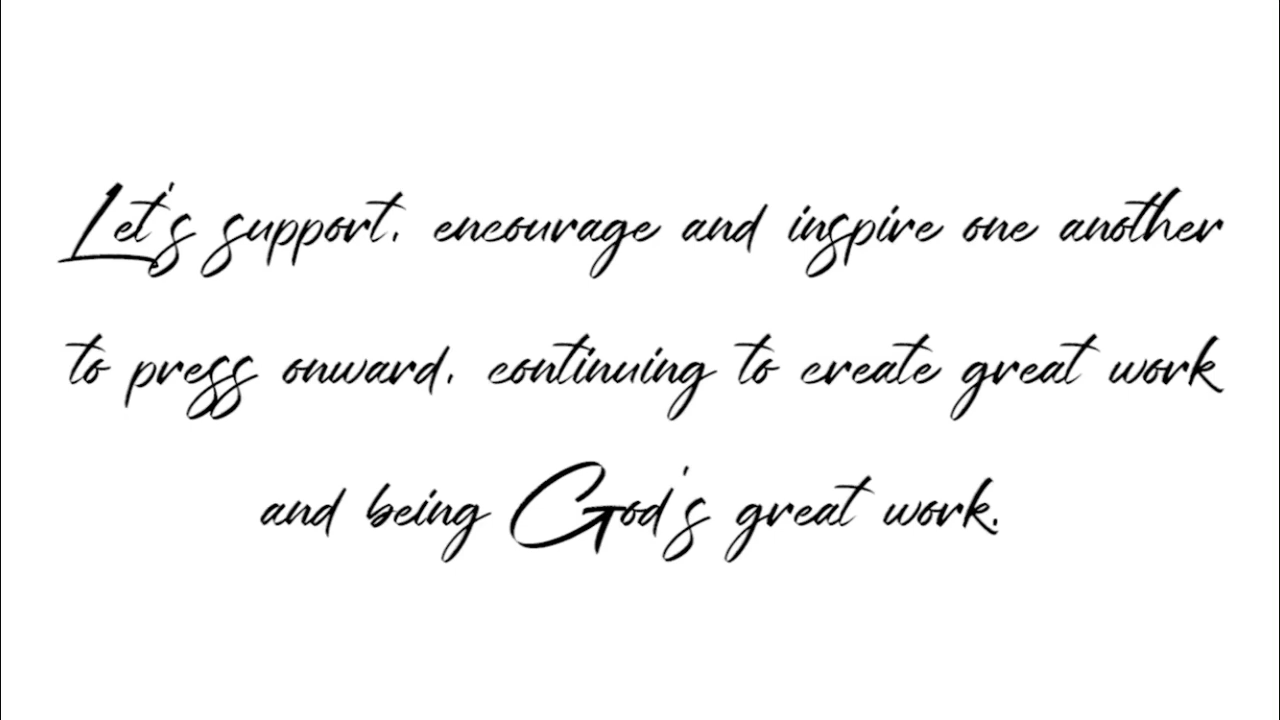 Let's support, encourage and inspire one another
to press onward, continuing to create great work
and being God's great work.